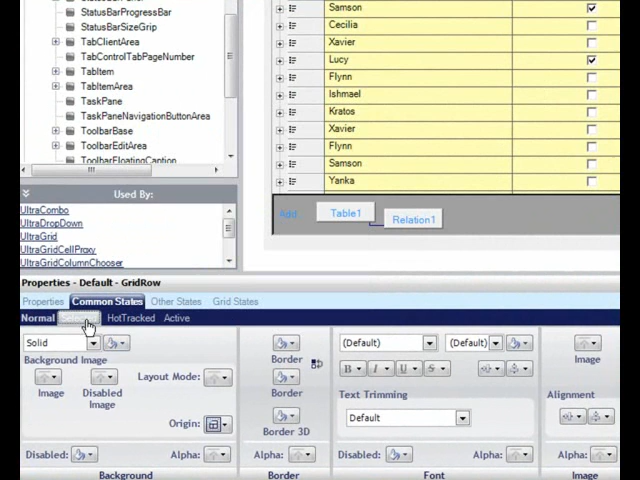 StatusBarProgressBar
StatusBarSizeGrip
TabClientArea
TabControlTabPageNumber
TabItem
TabItemArea
TaskPane
TaskPaneNavigationButtonArea
ToolbarBase
ToolbarEditArea
ToolbarFloatingCaption
Used By:
UltraCombo
UltraDropDown
UltraGrid
UltraGridCellProxy
UltraGridColumnChooser
Samson
Cecilia
Xavier
Lucy
Flynn
Ishmael
Kratos
Xavier
Flynn
Samson
Yanka
Add
Table1
Relation1
Properties - Default - GridRow
Properties Common States Other States Grid States
Normal Selected HotTracked Active
Solid
Background Image
Image Disabled Image
Layout Mode:
Origin:
Disabled: Alpha:
Background
Border
Border
Border 3D
Alpha:
Border
(Default) (Default)
B I U S
Text Trimming
Default
Disabled: Alpha:
Font
Image
Alignment
Alpha:
Image